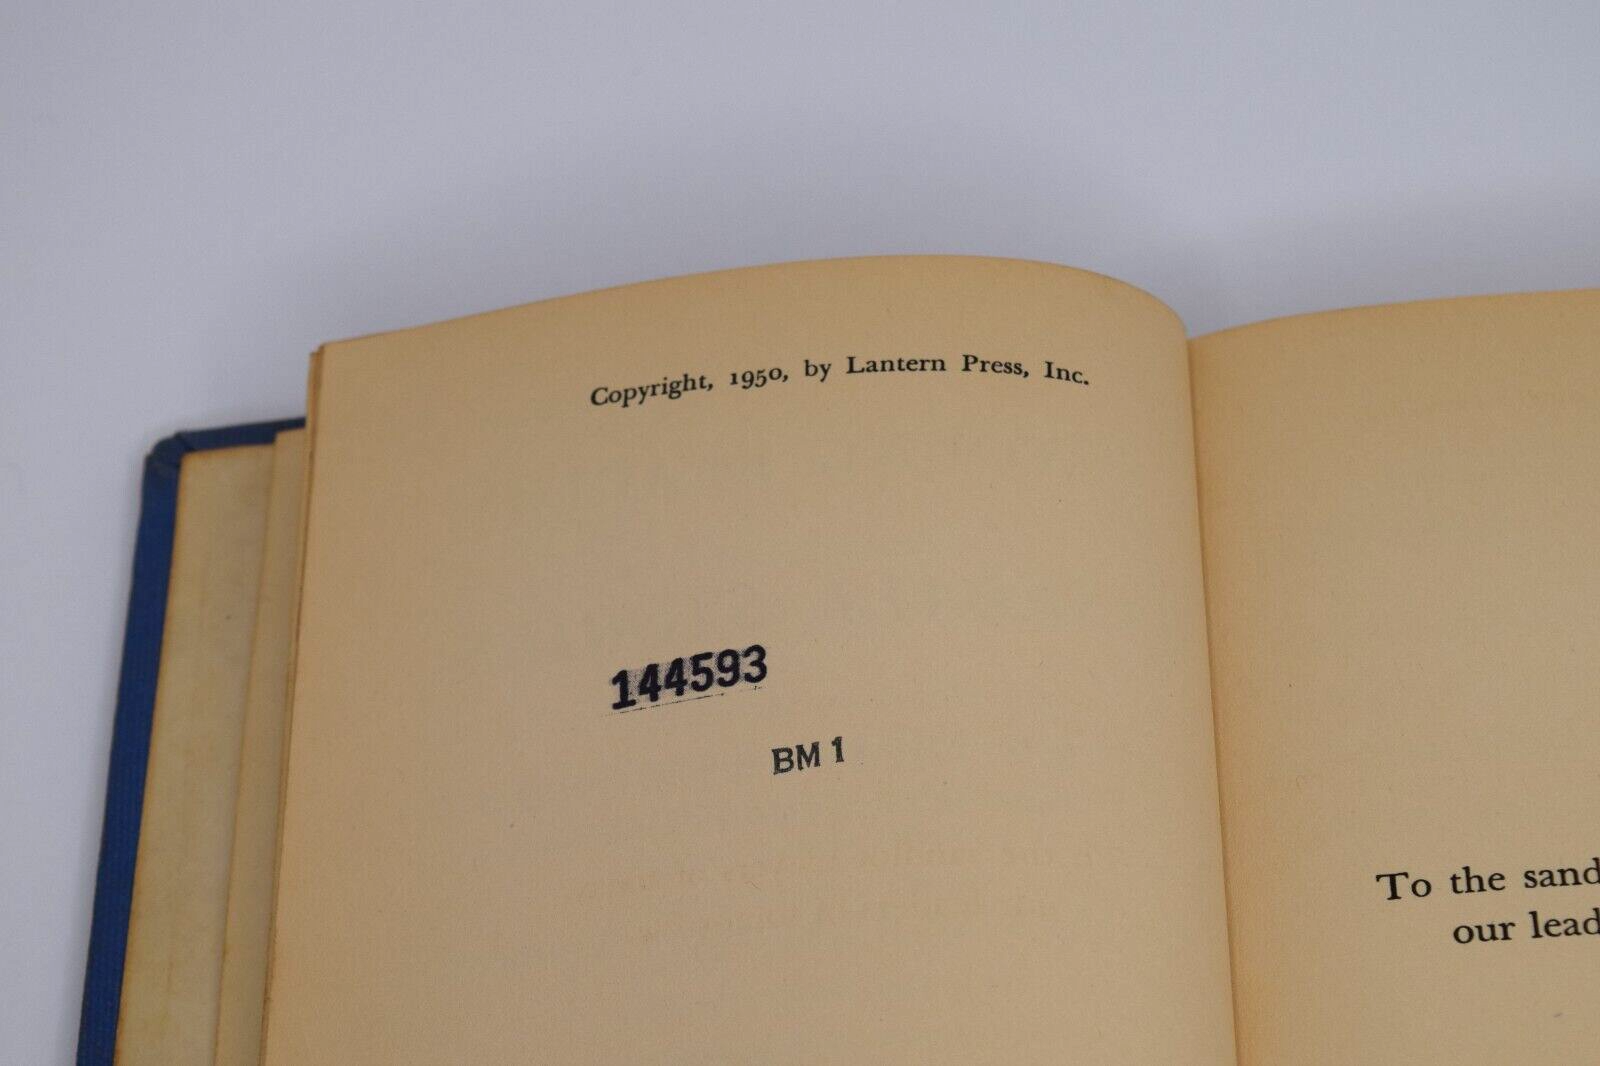 Copyright, 1950, by Lantern Press, Inc.
144593
BM 1
To the sand
our lead